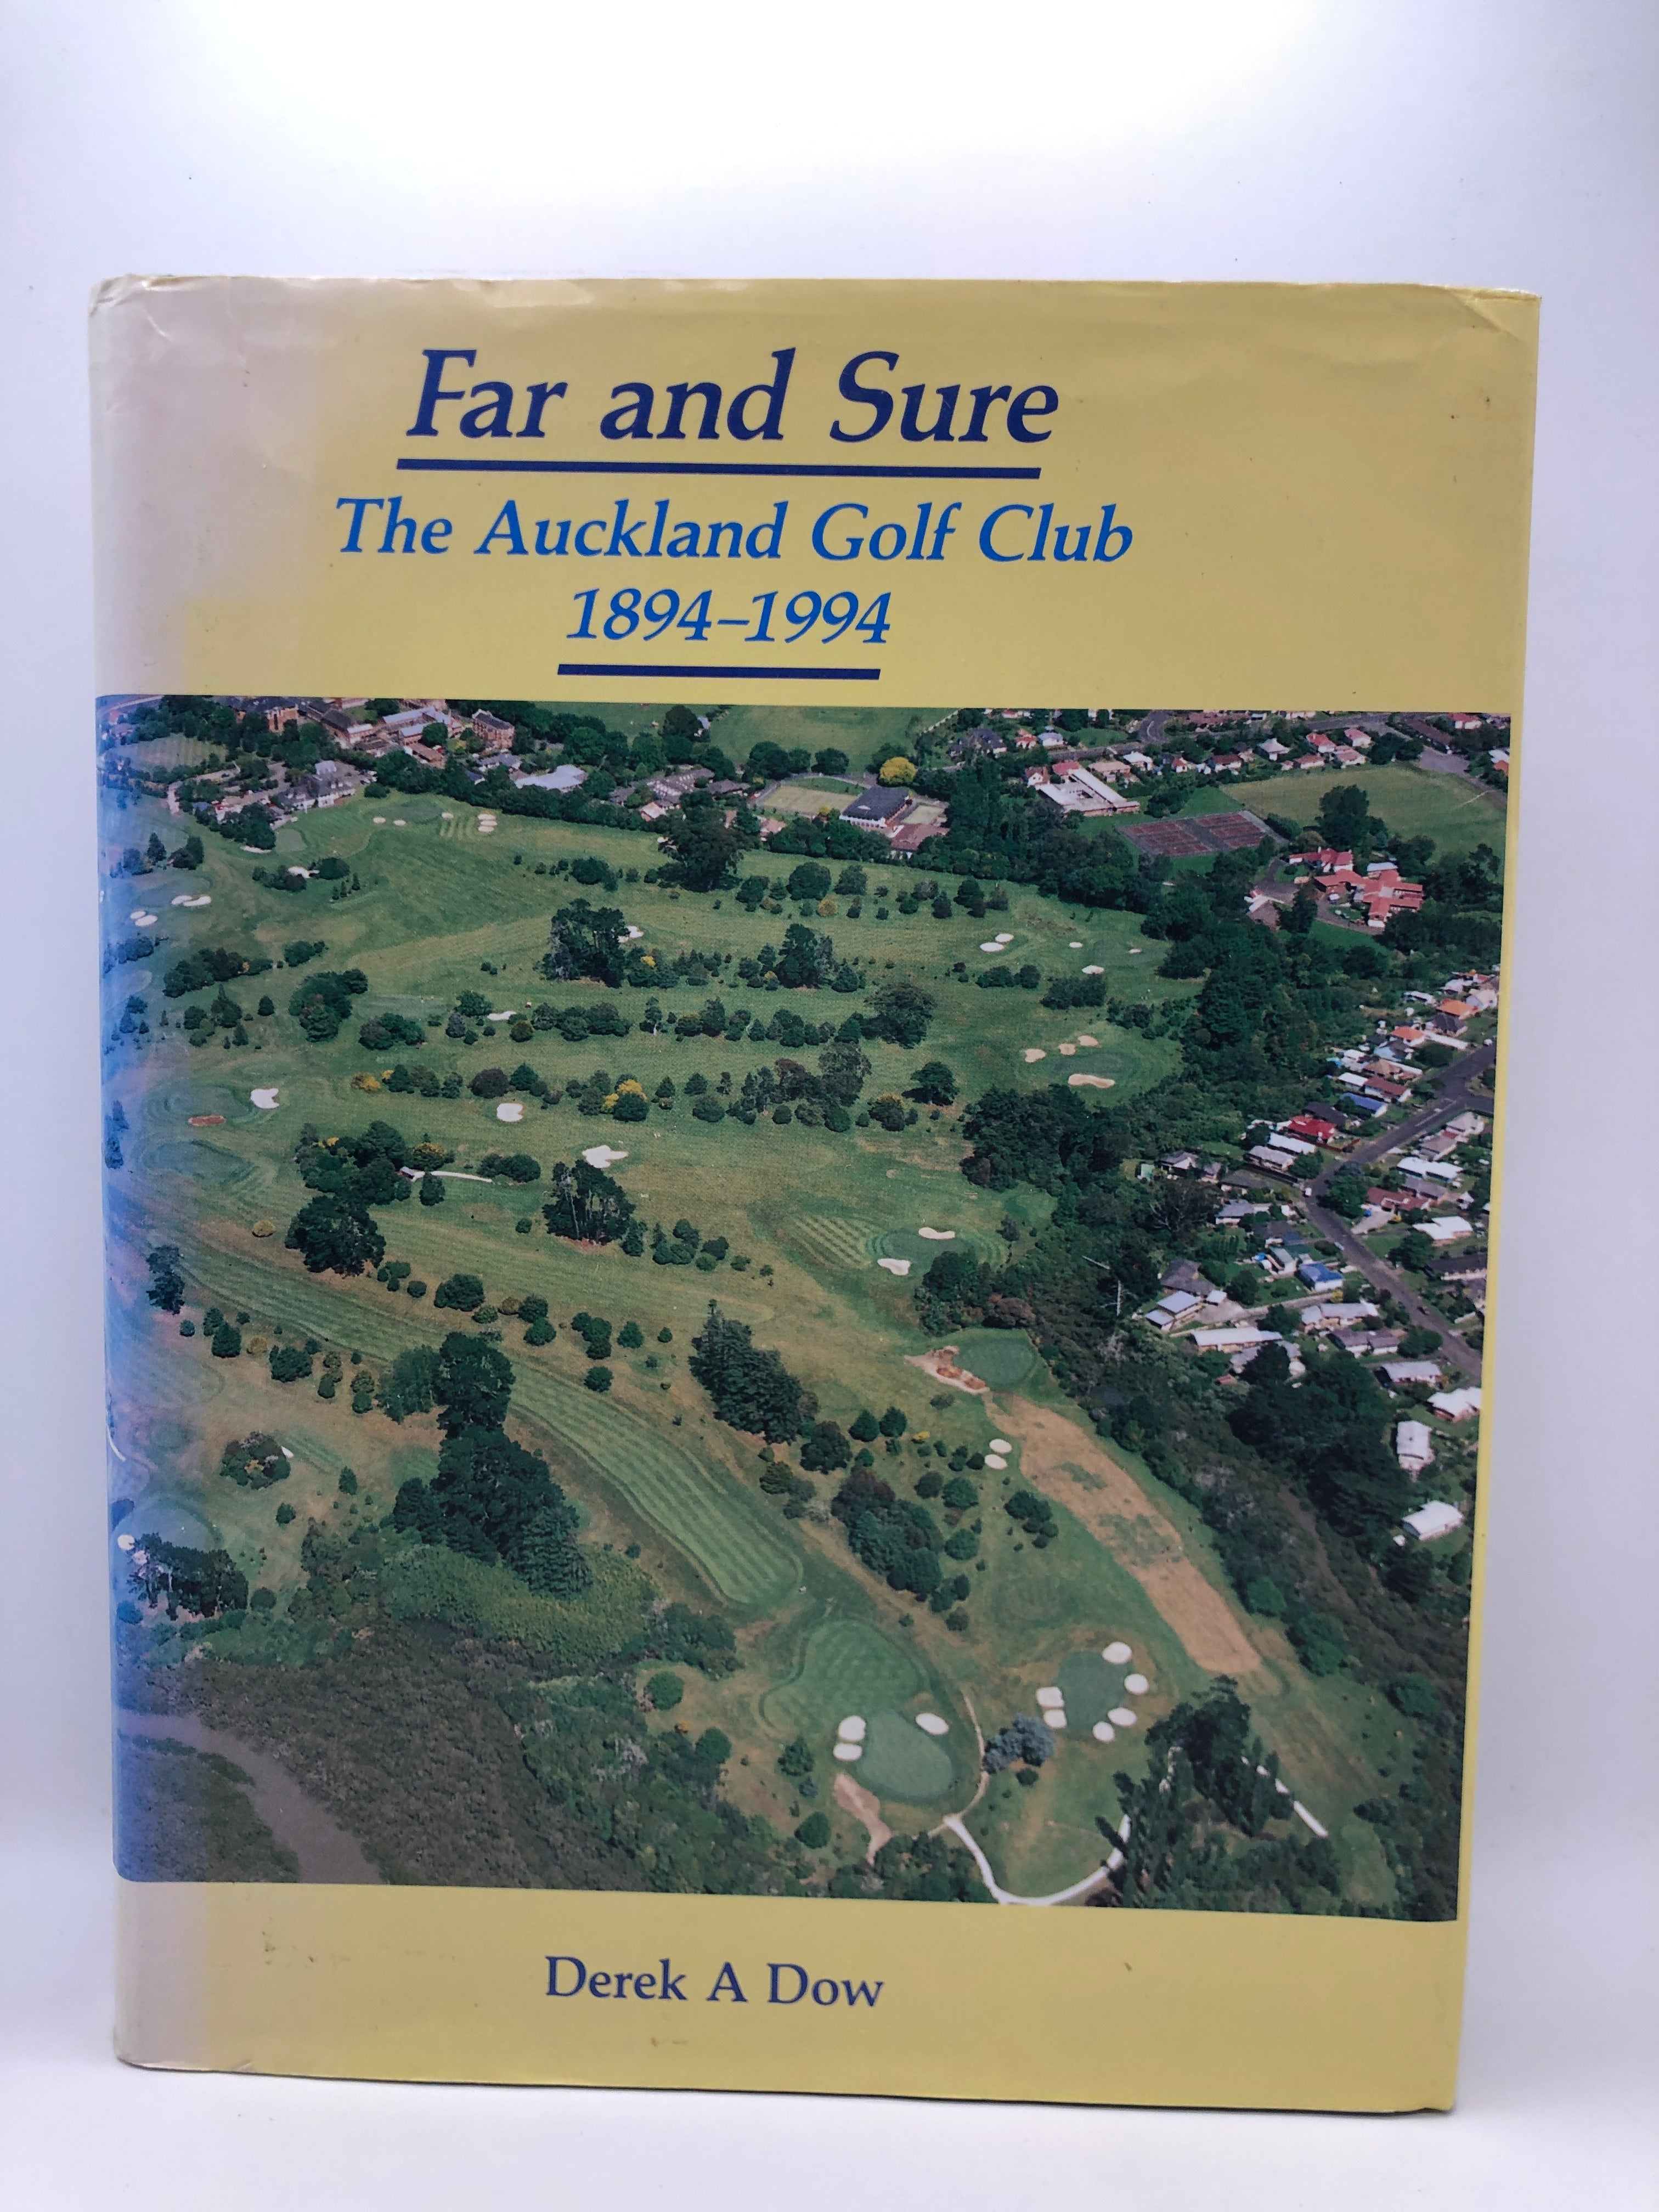 Far and Sure
The Auckland Golf Club
1894–1994
Derek A Dow